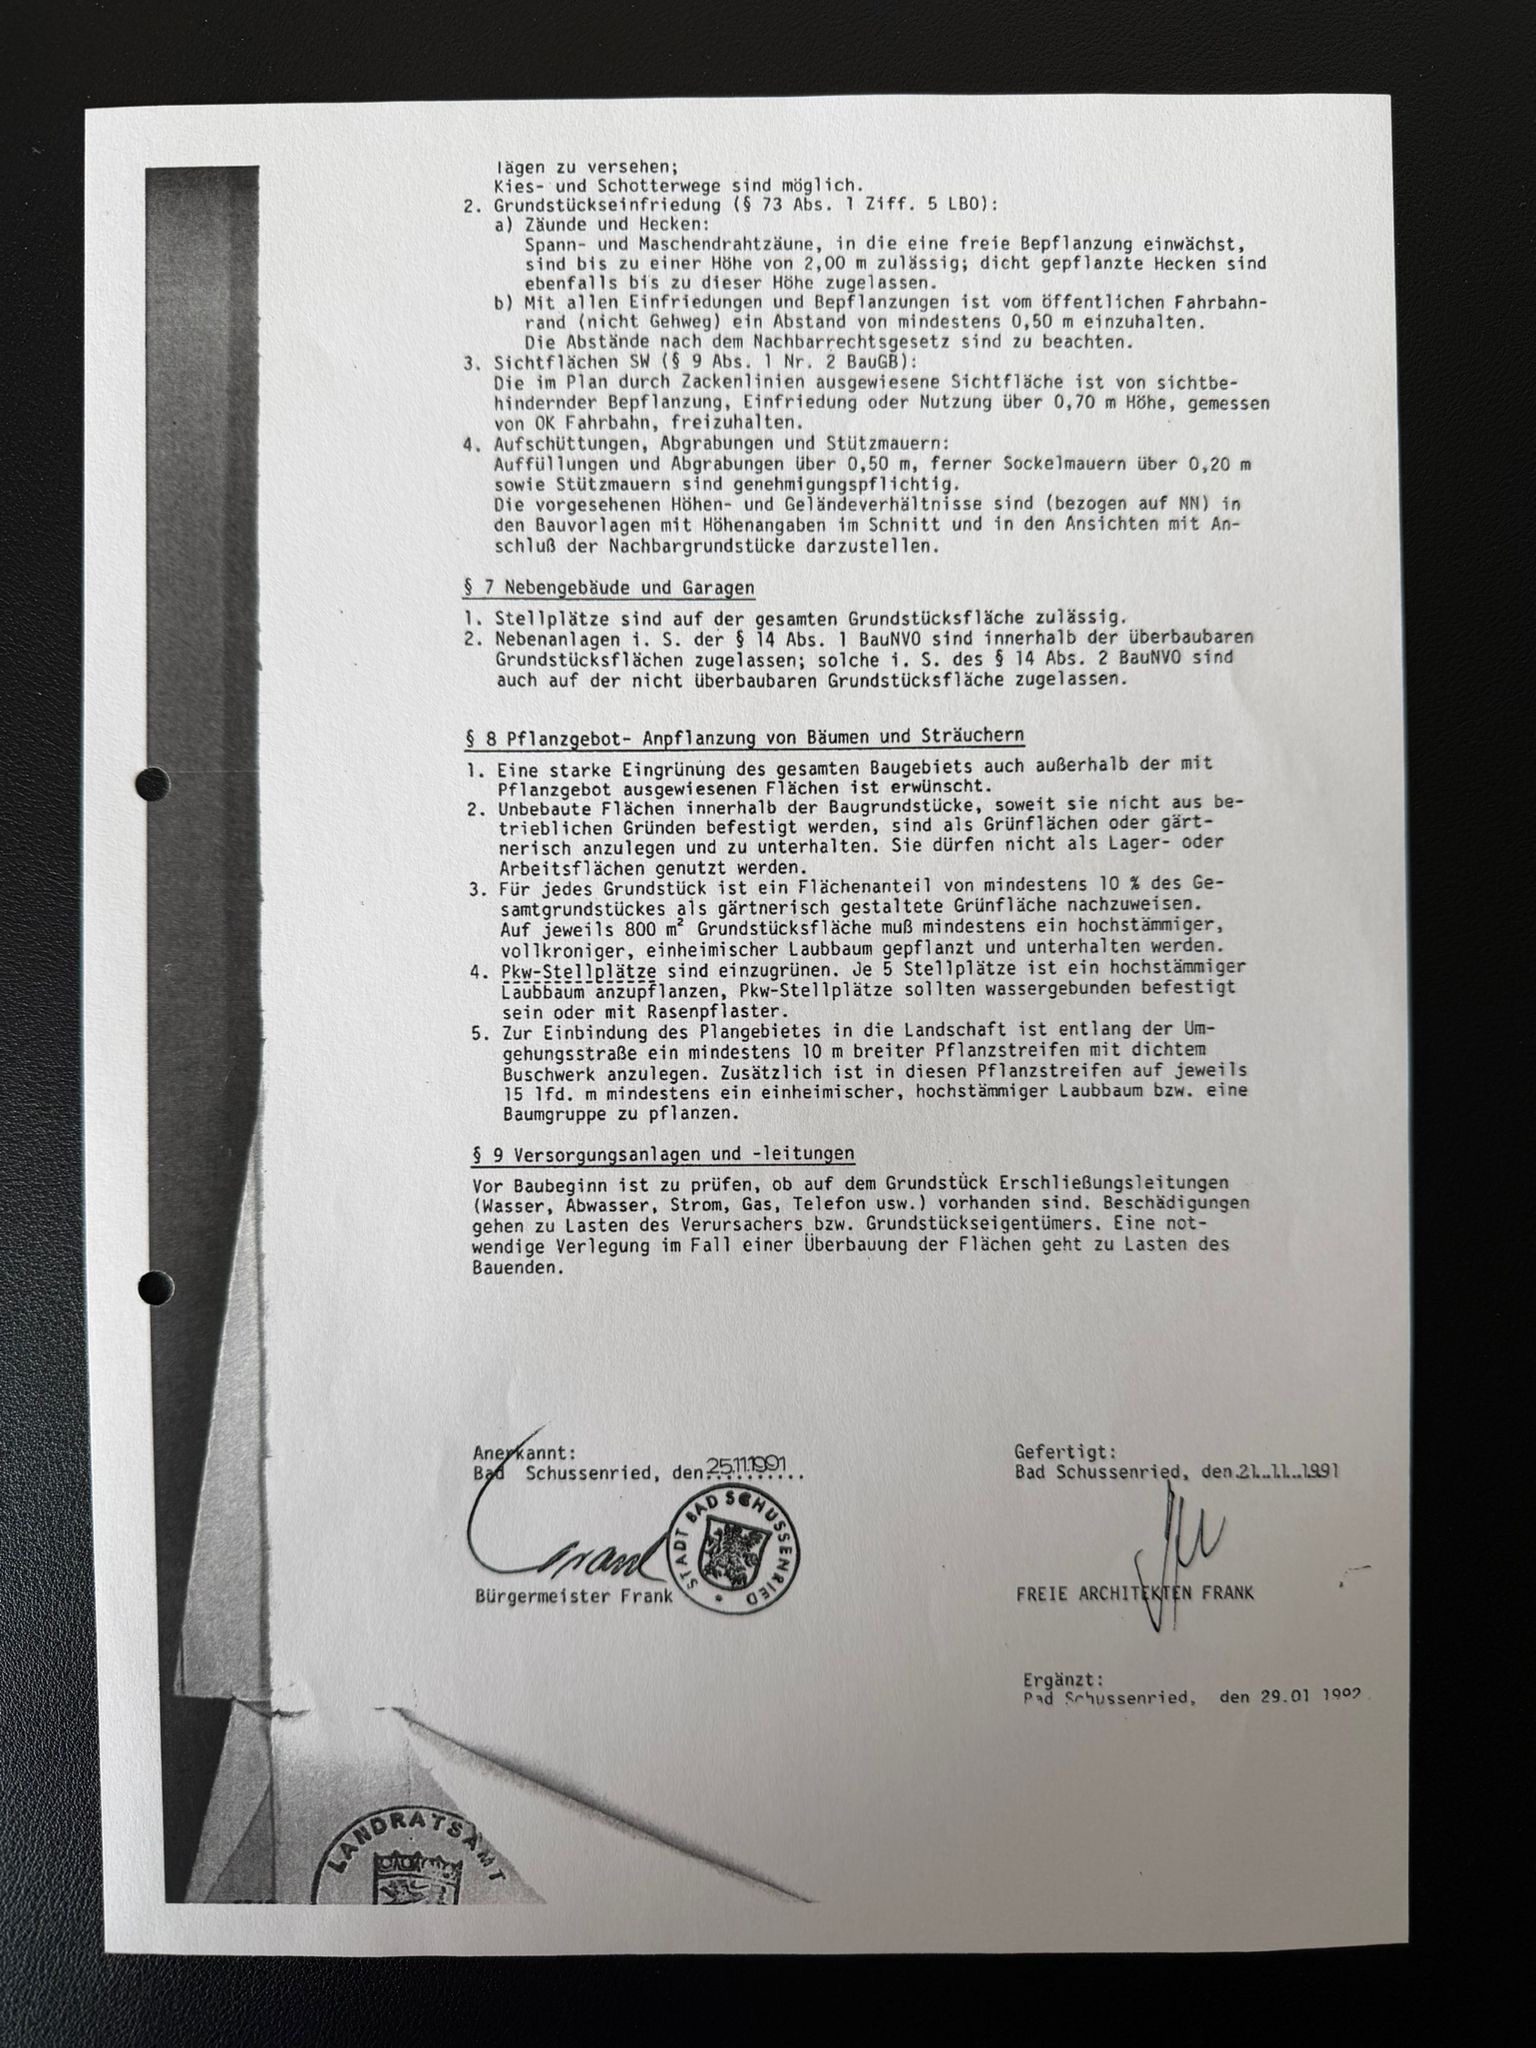 lägen zu versehen;
Kies- und Schotterwege sind möglich.
2. Grundstückseinfriedung (§ 73 Abs. 1 Ziff. 5 LBO):
a) Zäunde und Hecken:
Spann- und Maschendrahtzäune, in die eine freie Bepflanzung einwächst,
sind bis zu einer Höhe von 2,00 m zulässig; dicht gepflanzte Hecken sind
ebenfalls bis zu dieser Höhe zugelassen.
b) Mit allen Einfriedungen und Bepflanzungen ist vom öffentlichen Fahrbahn-
rand (nicht Gehweg) ein Abstand von mindestens 0,50 m einzuhalten.
Die Abstände nach dem Nachbarrechtsgesetz sind zu beachten.
3. Sichtflächen SW (§ 9 Abs. 1 Nr. 2 BauGB):
Die im Plan durch Zackenlinien ausgewiesene Sichtfläche ist von sichtbe-
hindernder Bepflanzung, Einfriedung oder Nutzung über 0,70 m Höhe, gemessen
von OK Fahrbahn, freizuhalten.
4. Aufschüttungen, Abgrabungen und Stützmauern:
Auffüllungen und Abgrabungen über 0,50 m, ferner Sockelmauern über 0,20 m
sowie Stützmauern sind genehmigungspflichtig.
Die vorgesehenen Höhen- und Geländeverhältnisse sind (bezogen auf NN) in
den Bauvorlagen mit Höhenangaben im Schnitt und in den Ansichten mit An-
schluß der Nachbargrundstücke darzustellen.
§ 7 Nebengebäude und Garagen
1. Stellplätze sind auf der gesamten Grundstücksfläche zulässig.
2. Nebenanlagen i. S. der § 14 Abs. 1 BauNVO sind innerhalb der überbaubaren
Grundstücksflächen zugelassen; solche i. S. des § 14 Abs. 2 BauNVO sind
auch auf der nicht überbaubaren Grundstücksfläche zugelassen.
§ 8 Pflanzgebot- Anpflanzung von Bäumen und Sträuchern
1. Eine starke Eingrünung des gesamten Baugebiets auch außerhalb der mit
Pflanzgebot ausgewiesenen Flächen ist erwünscht.
2. Unbebaute Flächen innerhalb der Baugrundstücke, soweit sie nicht aus be-
trieblichen Gründen befestigt werden, sind als Grünflächen oder gärt-
nerisch anzulegen und zu unterhalten. Sie dürfen nicht als Lager- oder
Arbeitsflächen genutzt werden.
3. Für jedes Grundstück ist ein Flächenanteil von mindestens 10 % des Ge-
samtgrundstückes als gärtnerisch gestaltete Grünfläche nachzuweisen.
Auf jeweils 800 m² Grundstücksfläche muß mindestens ein hochstämmiger,
vollkroniger, einheimischer Laubbaum gepflanzt und unterhalten werden.
4. Pkw-Stellplätze sind einzugrünen. Je 5 Stellplätze ist ein hochstämmiger
Laubbaum anzupflanzen, Pkw-Stellplätze sollten wassergebunden befestigt
sein oder mit Rasenpflaster.
5. Zur Einbindung des Plangebietes in die Landschaft ist entlang der Um-
gehungsstraße ein mindestens 10 m breiter Pflanzstreifen mit dichtem
Buschwerk anzulegen. Zusätzlich ist in diesen Pflanzstreifen auf jeweils
15 lfd. m mindestens ein einheimischer, hochstämmiger Laubbaum bzw. eine
Baumgruppe zu pflanzen.
§ 9 Versorgungsanlagen und -leitungen
Vor Baubeginn ist zu prüfen, ob auf dem Grundstück Erschließungsleitungen
(Wasser, Abwasser, Strom, Gas, Telefon usw.) vorhanden sind. Beschädigungen
gehen zu Lasten des Verursachers bzw. Grundstückseigentümers. Eine not-
wendige Verlegung im Fall einer Überbauung der Flächen geht zu Lasten des
Bauenden.
Anerkannt:
Bad Schussenried, den 25.11.1991
Frank
STADT BAD SCHUSSENRIED
Bürgermeister Frank
Gefertigt:
Bad Schussenried, den 21.11.1991
FREIE ARCHITEKTEN FRANK
Ergänzt:
Bad Schussenried, den 29.01 1992
LANDRATSAMT